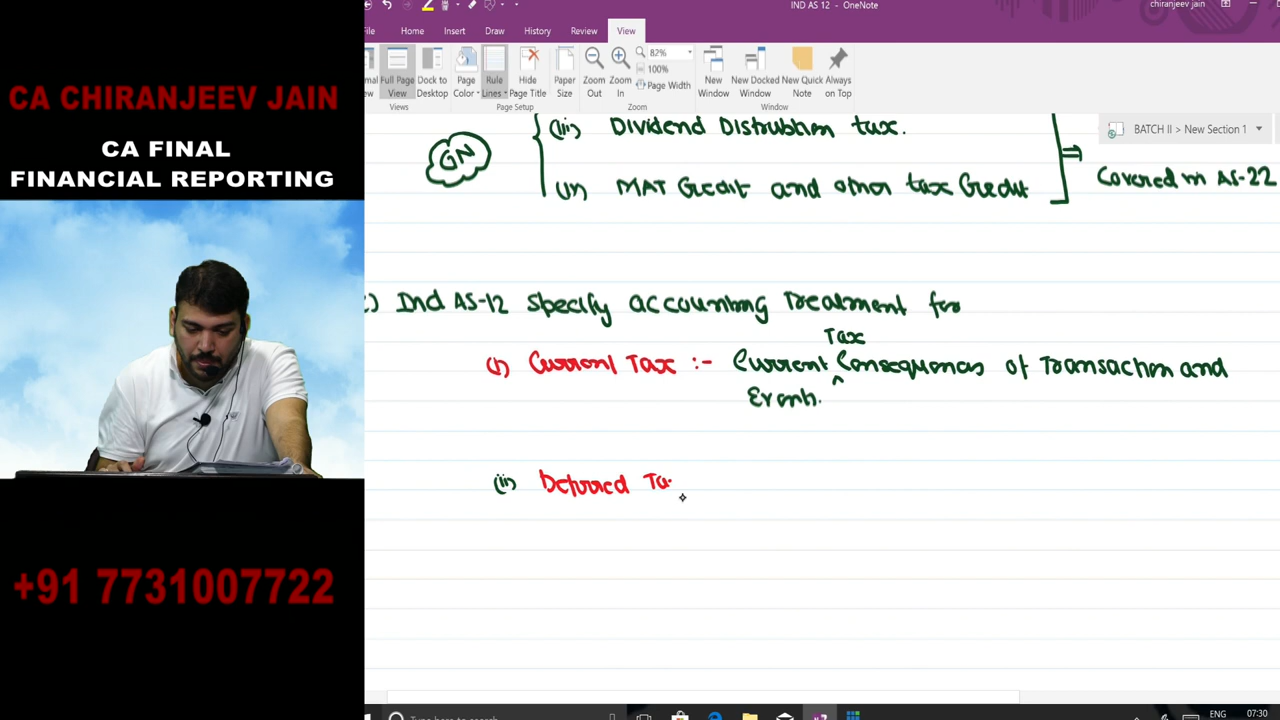 IND AS 12 - OneNote
chiranjeev jain
File Home Insert Draw History Review View
Full Page View
Dock to Desktop
Page Color
Rule Lines
Hide Page Title
Paper Size
Zoom Out
Zoom In
82%
100%
Page Width
New Window
New Docked Window
New Quick Note
Always on Top
Views
Page Setup
Zoom
Window
BATCH II > New Section 1
CA CHIRANJEEV JAIN
CA FINAL
FINANCIAL REPORTING
+91 7731007722
GN
(iii) Dividend Distribution tax.
(iv) MAT Credit and other tax Credit
⇒ Covered in AS-22
Ind AS-12 Specify accounting Treatment for
(i) Current Tax :- Current Tax Consequences of Transaction and
Events.
(ii) Deferred Ta
Type here to search
ENG
07:30